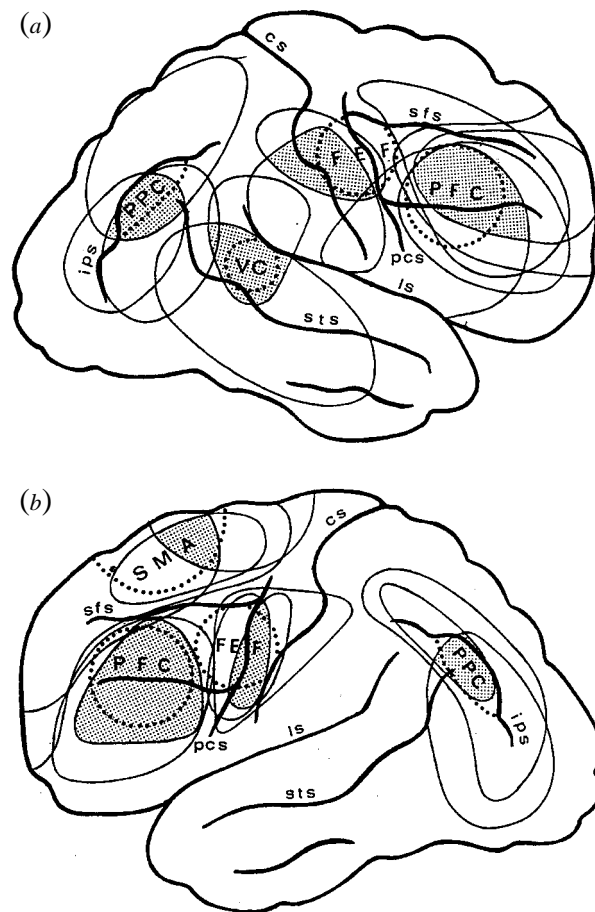 (a)
cs
sfs
FEF
PFC
PPC
ips
VC
pcs
ls
sts
(b)
cs
SMA
sfs
FEF
PFC
PPC
ips
pcs
ls
sts